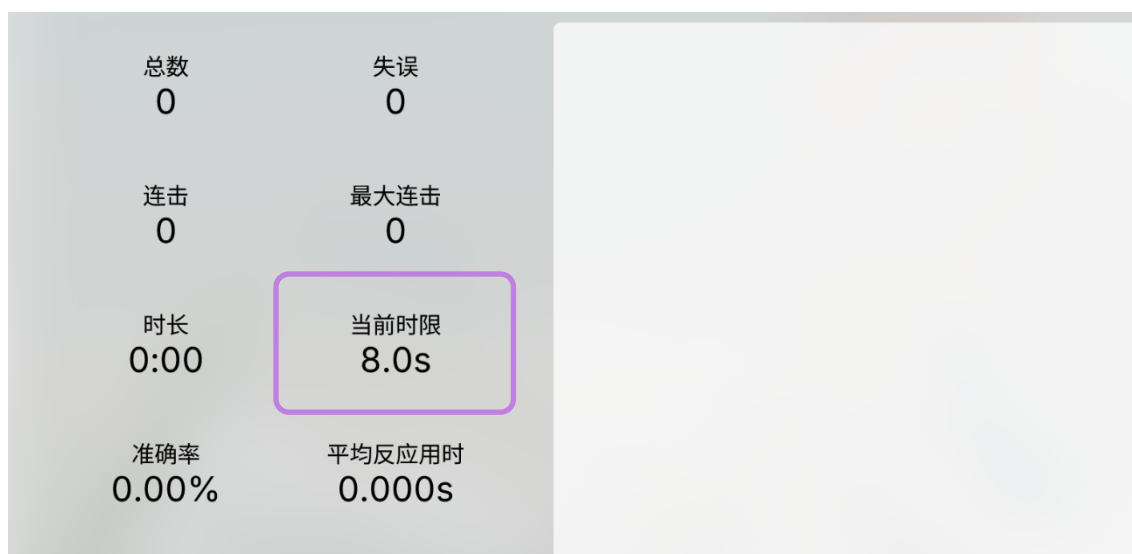 总数 失误
0 0
连击 最大连击
0 0
时长 当前时限
0:00 8.0s
准确率 平均反应用时
0.00% 0.000s